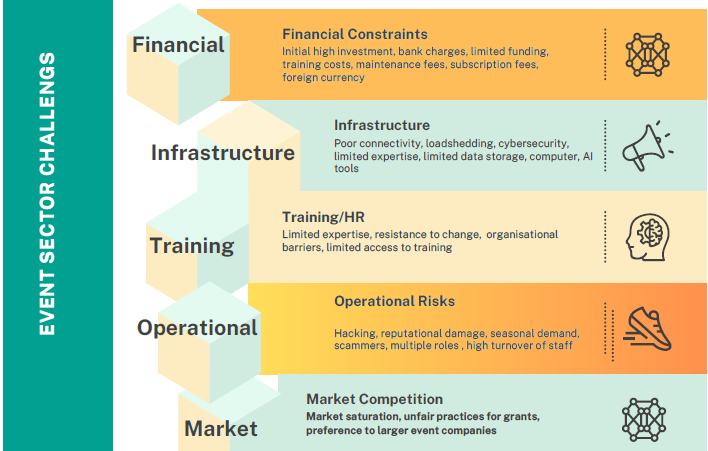 EVENT SECTOR CHALLENGS
Financial
Financial Constraints
Initial high investment, bank charges, limited funding,
training costs, maintenance fees, subscription fees,
foreign currency
Infrastructure
Infrastructure
Poor connectivity, loadshedding, cybersecurity,
limited expertise, limited data storage, computer, AI
tools
Training
Training/HR
Limited expertise, resistance to change, organisational
barriers, limited access to training
Operational
Operational Risks
Hacking, reputational damage, seasonal demand,
scammers, multiple roles , high turnover of staff
Market
Market Competition
Market saturation, unfair practices for grants,
preference to larger event companies